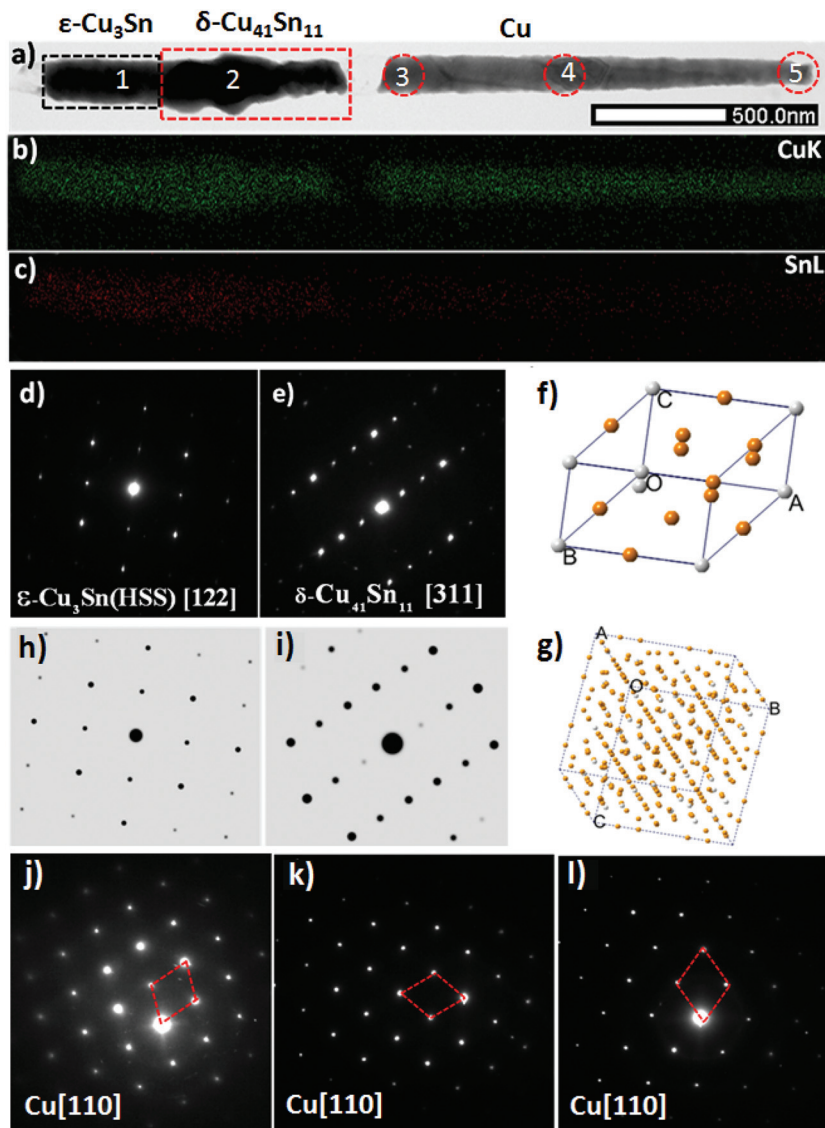 ε-Cu₃Sn δ-Cu₄₁Sn₁₁ Cu
a) 1 2 3 4 5
500.0nm
b) CuK
c) SnL
d) e) f)
C
O
A
B
ε-Cu₃Sn(HSS) [122] δ-Cu₄₁Sn₁₁ [311]
h) i) g)
A
O
B
C
j) k) l)
Cu[110] Cu[110] Cu[110]